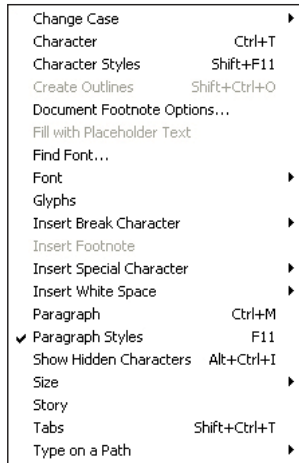 Change Case
Character Ctrl+T
Character Styles Shift+F11
Create Outlines Shift+Ctrl+O
Document Footnote Options...
Fill with Placeholder Text
Find Font...
Font
Glyphs
Insert Break Character
Insert Footnote
Insert Special Character
Insert White Space
Paragraph Ctrl+M
Paragraph Styles F11
Show Hidden Characters Alt+Ctrl+I
Size
Story
Tabs Shift+Ctrl+T
Type on a Path